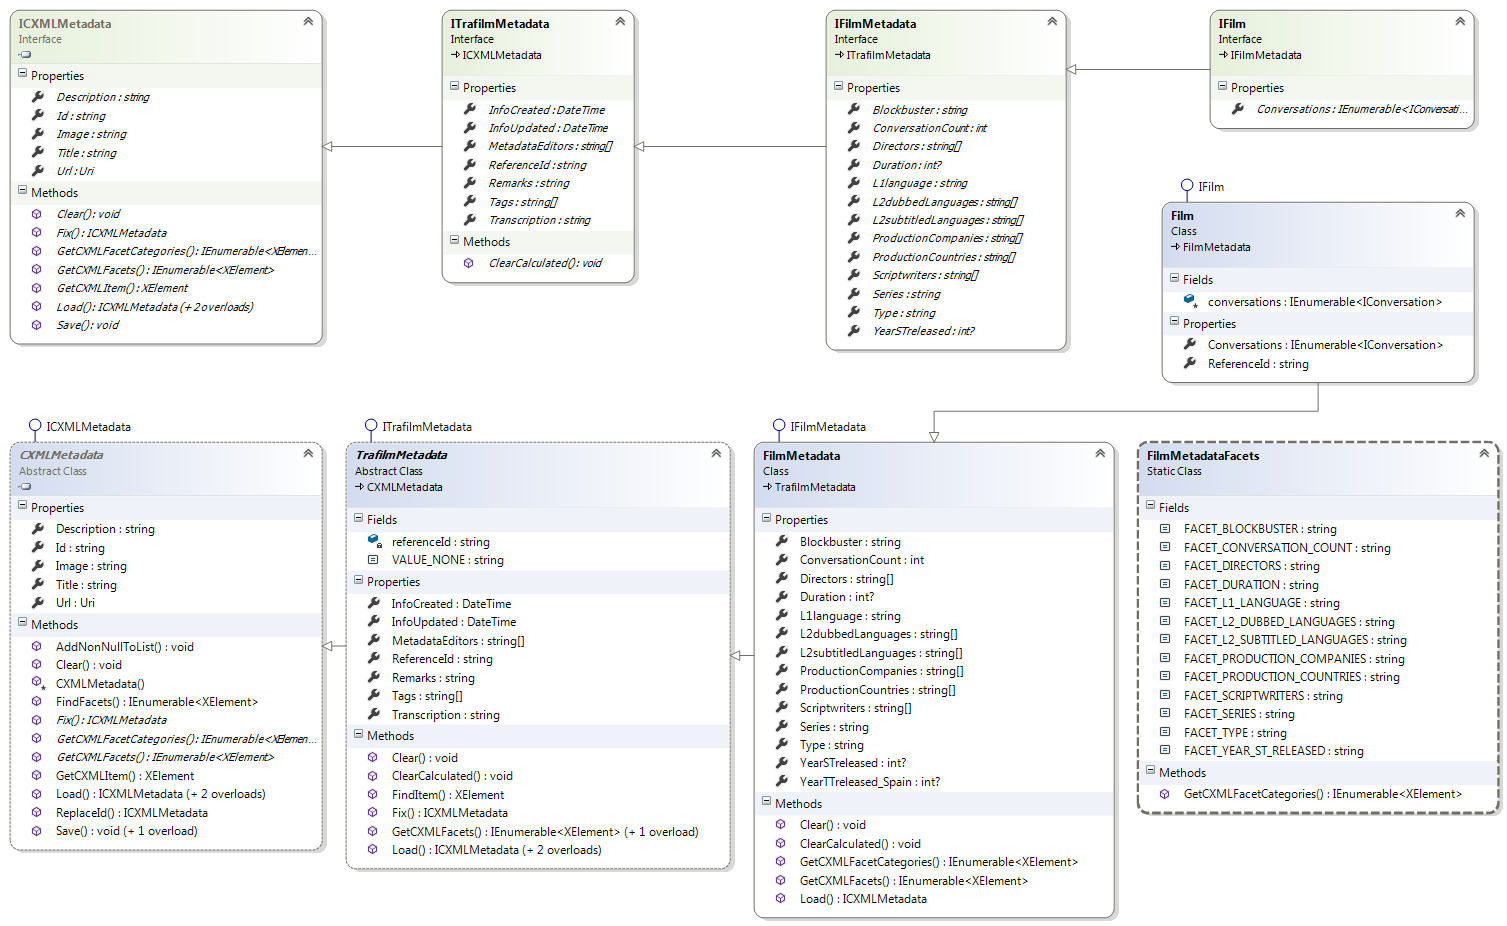 ICXMLMetadata
Interface
Properties
Description : string
Id : string
Image : string
Title : string
Url : Uri
Methods
Clear() : void
Fix() : ICXMLMetadata
GetCXMLFacetCategories() : IEnumerable<XElemen...
GetCXMLFacets() : IEnumerable<XElement>
GetCXMLItem() : XElement
Load() : ICXMLMetadata (+ 2 overloads)
Save() : void
ITrafilmMetadata
Interface
ICXMLMetadata
Properties
InfoCreated : DateTime
InfoUpdated : DateTime
MetadataEditors : string[]
ReferenceId : string
Remarks : string
Tags : string[]
Transcription : string
Methods
ClearCalculated() : void
IFilmMetadata
Interface
ITrafilmMetadata
Properties
Blockbuster : string
ConversationCount : int
Directors : string[]
Duration : int?
L1language : string
L2dubbedLanguages : string[]
L2subtitledLanguages : string[]
ProductionCompanies : string[]
ProductionCountries : string[]
Scriptwriters : string[]
Series : string
Type : string
YearSTreleased : int?
IFilm
Interface
IFilmMetadata
Properties
Conversations : IEnumerable<IConversati...
IFilm
Film
Class
FilmMetadata
Fields
conversations : IEnumerable<IConversation>
Properties
Conversations : IEnumerable<IConversation>
ReferenceId : string
ICXMLMetadata
CXMLMetadata
Abstract Class
Properties
Description : string
Id : string
Image : string
Title : string
Url : Uri
Methods
AddNonNullToList() : void
Clear() : void
CXMLMetadata()
FindFacets() : IEnumerable<XElement>
Fix() : ICXMLMetadata
GetCXMLFacetCategories() : IEnumerable<XElemen...
GetCXMLFacets() : IEnumerable<XElement>
GetCXMLItem() : XElement
Load() : ICXMLMetadata (+ 2 overloads)
ReplaceId() : ICXMLMetadata
Save() : void (+ 1 overload)
ITrafilmMetadata
TrafilmMetadata
Abstract Class
CXMLMetadata
Fields
referenceId : string
VALUE_NONE : string
Properties
InfoCreated : DateTime
InfoUpdated : DateTime
MetadataEditors : string[]
ReferenceId : string
Remarks : string
Tags : string[]
Transcription : string
Methods
Clear() : void
ClearCalculated() : void
FindItem() : XElement
Fix() : ICXMLMetadata
GetCXMLFacets() : IEnumerable<XElement> (+ 1 overload)
Load() : ICXMLMetadata (+ 2 overloads)
IFilmMetadata
FilmMetadata
Class
TrafilmMetadata
Properties
Blockbuster : string
ConversationCount : int
Directors : string[]
Duration : int?
L1language : string
L2dubbedLanguages : string[]
L2subtitledLanguages : string[]
ProductionCompanies : string[]
ProductionCountries : string[]
Scriptwriters : string[]
Series : string
Type : string
YearSTreleased : int?
YearTTreleased_Spain : int?
Methods
Clear() : void
ClearCalculated() : void
GetCXMLFacetCategories() : IEnumerable<XElement>
GetCXMLFacets() : IEnumerable<XElement>
Load() : ICXMLMetadata
FilmMetadataFacets
Static Class
Fields
FACET_BLOCKBUSTER : string
FACET_CONVERSATION_COUNT : string
FACET_DIRECTORS : string
FACET_DURATION : string
FACET_L1_LANGUAGE : string
FACET_L2_DUBBED_LANGUAGES : string
FACET_L2_SUBTITLED_LANGUAGES : string
FACET_PRODUCTION_COMPANIES : string
FACET_PRODUCTION_COUNTRIES : string
FACET_SCRIPTWRITERS : string
FACET_SERIES : string
FACET_TYPE : string
FACET_YEAR_ST_RELEASED : string
Methods
GetCXMLFacetCategories() : IEnumerable<XElement>